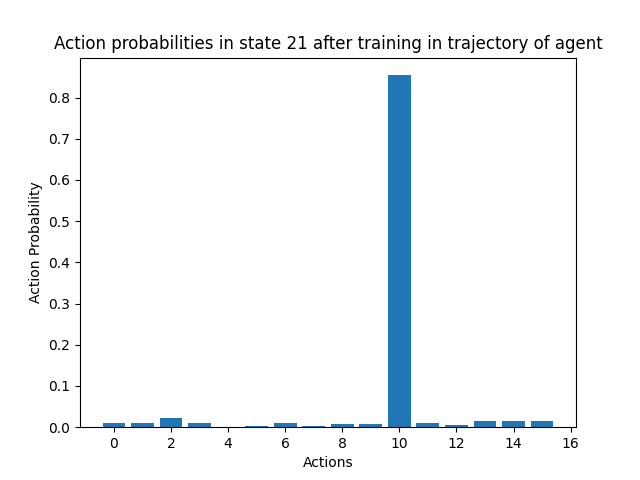 Action probabilities in state 21 after training in trajectory of agent
Action Probability
0.8
0.7
0.6
0.5
0.4
0.3
0.2
0.1
0.0
0 2 4 6 8 10 12 14 16
Actions